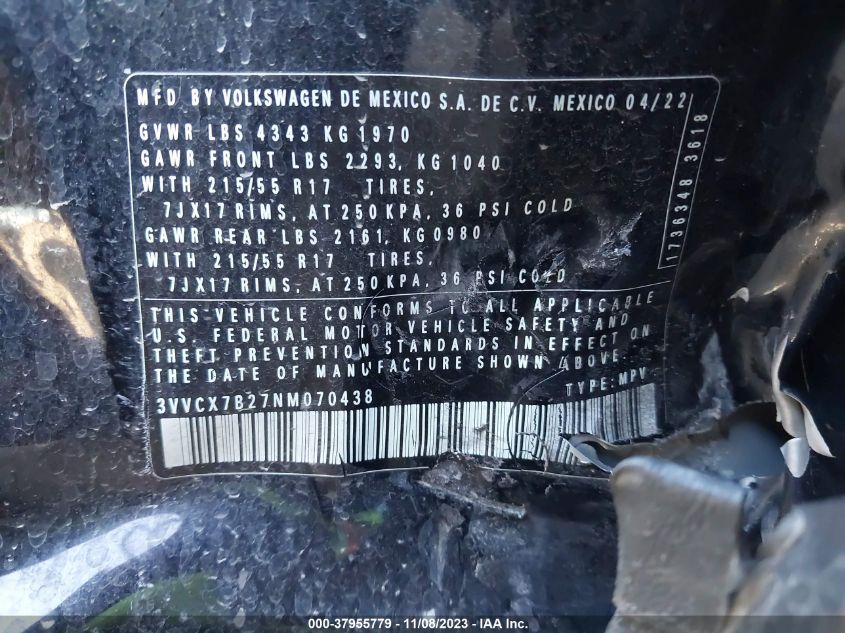 MFD BY VOLKSWAGEN DE MEXICO S.A. DE C.V. MEXICO 04/22
GVWR LBS 4343 KG 1970
GAWR FRONT LBS 2293, KG 1040
WITH 215/55 R17 TIRES,
7JX17 RIMS, AT 250 KPA, 36 PSI COLD
GAWR REAR LBS 2161, KG 0980
WITH 215/55 R17 TIRES,
7JX17 RIMS, AT 250 KPA, 36 PSI COLD
1736348 3618
THIS VEHICLE CONFORMS TO ALL APPLICABLE
U.S. FEDERAL MOTOR VEHICLE SAFETY AND
THEFT PREVENTION STANDARDS IN EFFECT ON
THE DATE OF MANUFACTURE SHOWN ABOVE.
3VVCX7B27NM070438 TYPE:MPV
000-37955779 - 11/08/2023 - IAA Inc.